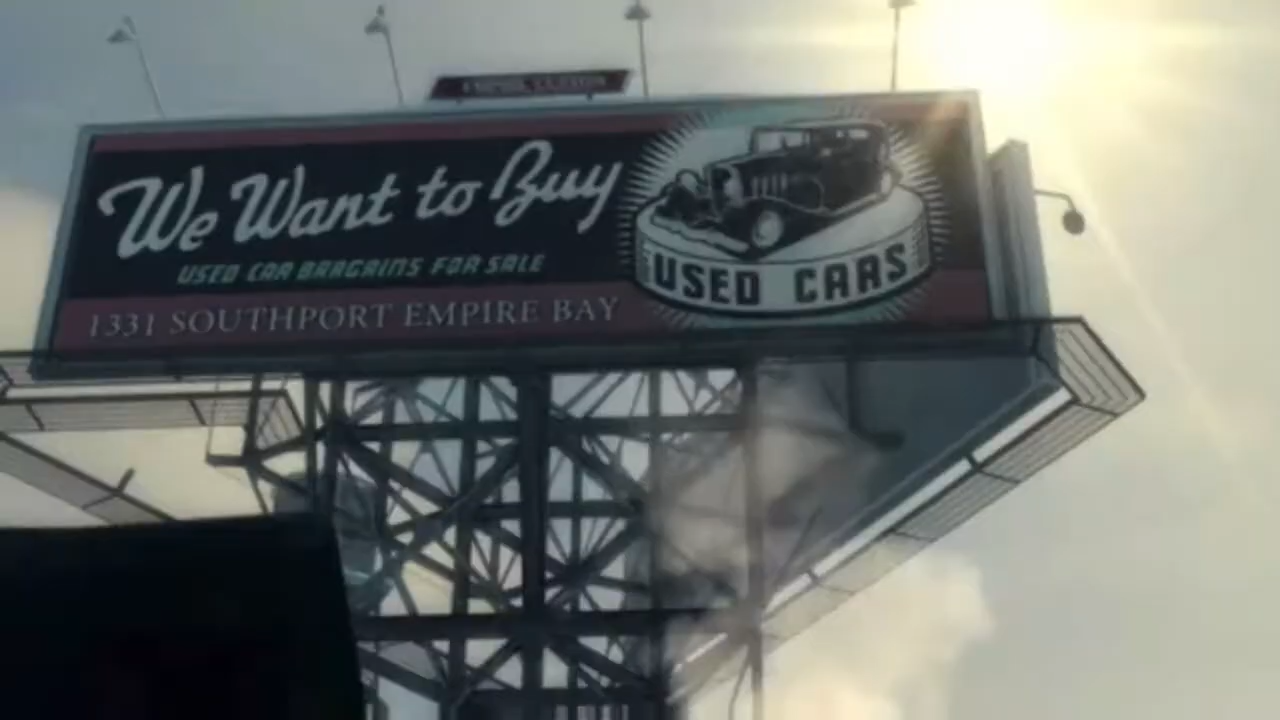 We Want to Buy
USED CAR BARGAINS FOR SALE
1331 SOUTHPORT EMPIRE BAY
USED CARS